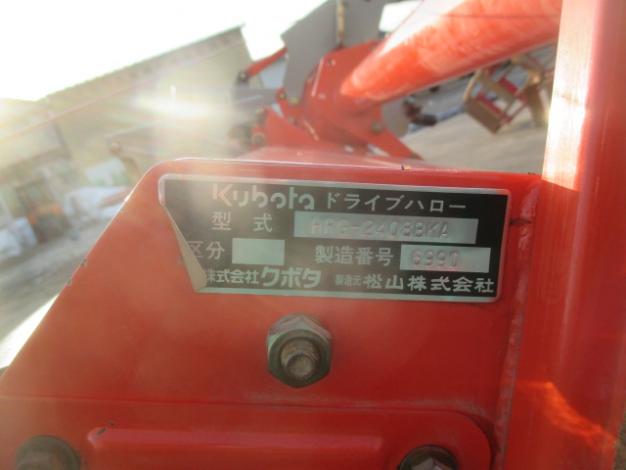 Kubota ドライブハロー
型式 HRG-2408BKA
区分 製造番号 6990
株式会社クボタ 製造元 松山株式会社